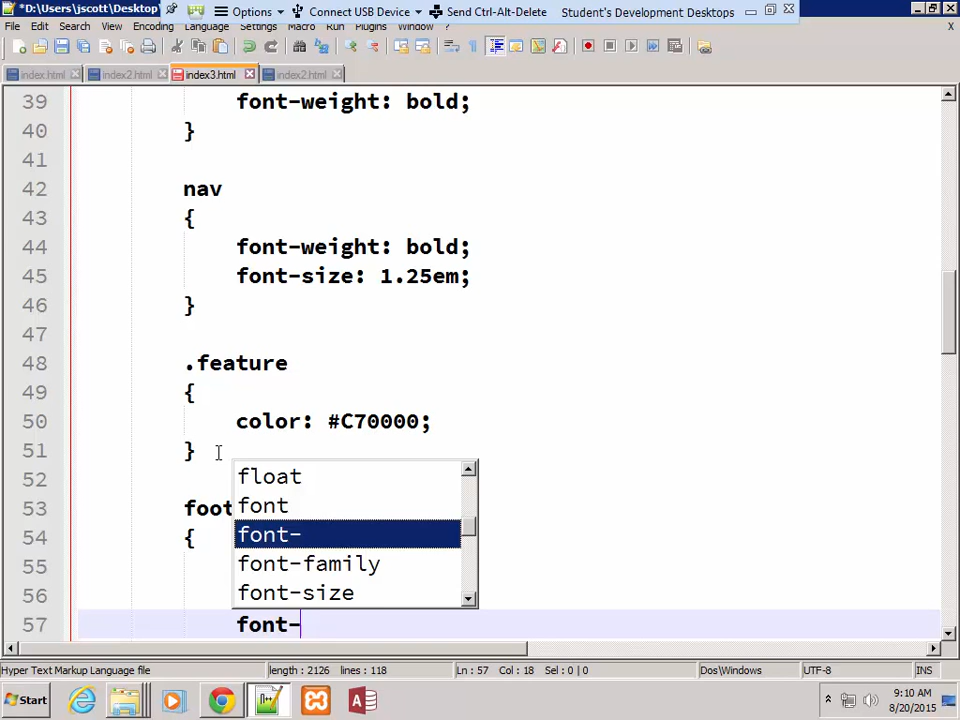 *D:\Users\jscott\Desktop\
Options
Connect USB Device
Send Ctrl-Alt-Delete
Student's Development Desktops
File Edit Search View Encoding Language Settings Macro Run Plugins Window ?
X
index.html
index2.html
index3.html
index2.html
39 font-weight: bold;
40 }
41
42 nav
43 {
44 font-weight: bold;
45 font-size: 1.25em;
46 }
47
48 .feature
49 {
50 color: #C70000;
51 }
52
53 foot
54 {
55
56
57 font-
float
font
font-
font-family
font-size
Hyper Text Markup Language file
length : 2126 lines : 118
Ln : 57 Col : 18 Sel : 0 | 0
Dos\Windows
UTF-8
INS
Start
9:10 AM
8/20/2015